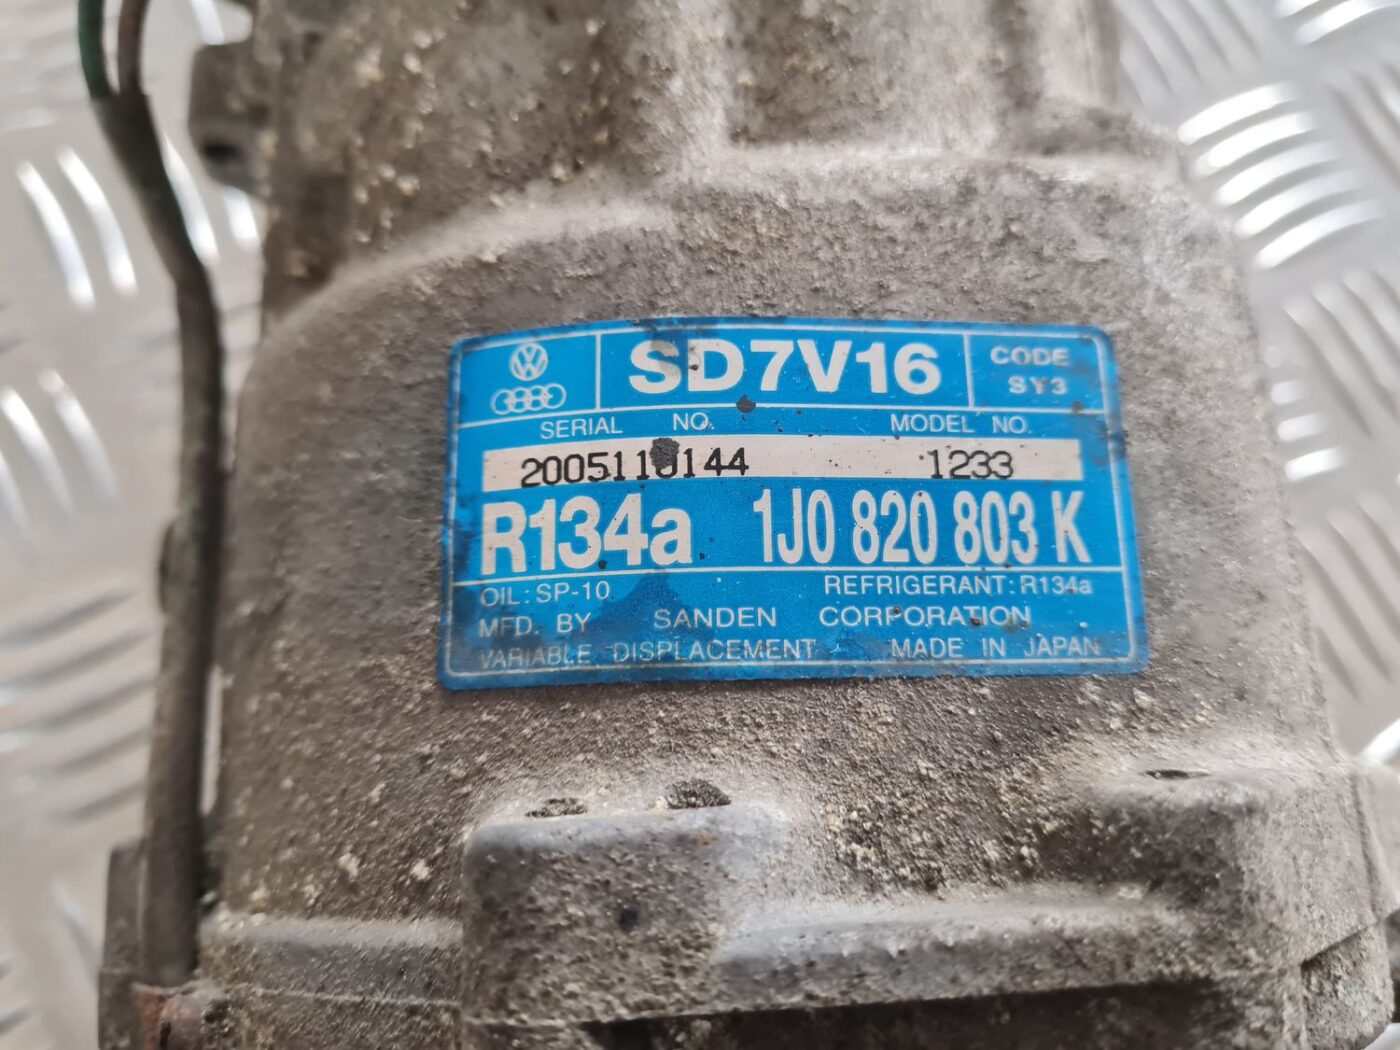 SD7V16
CODE
SY3
SERIAL NO. MODEL NO.
2005110144 1233
R134a 1J0 820 803 K
OIL: SP-10 REFRIGERANT: R134a
MFD. BY SANDEN CORPORATION
VARIABLE DISPLACEMENT MADE IN JAPAN